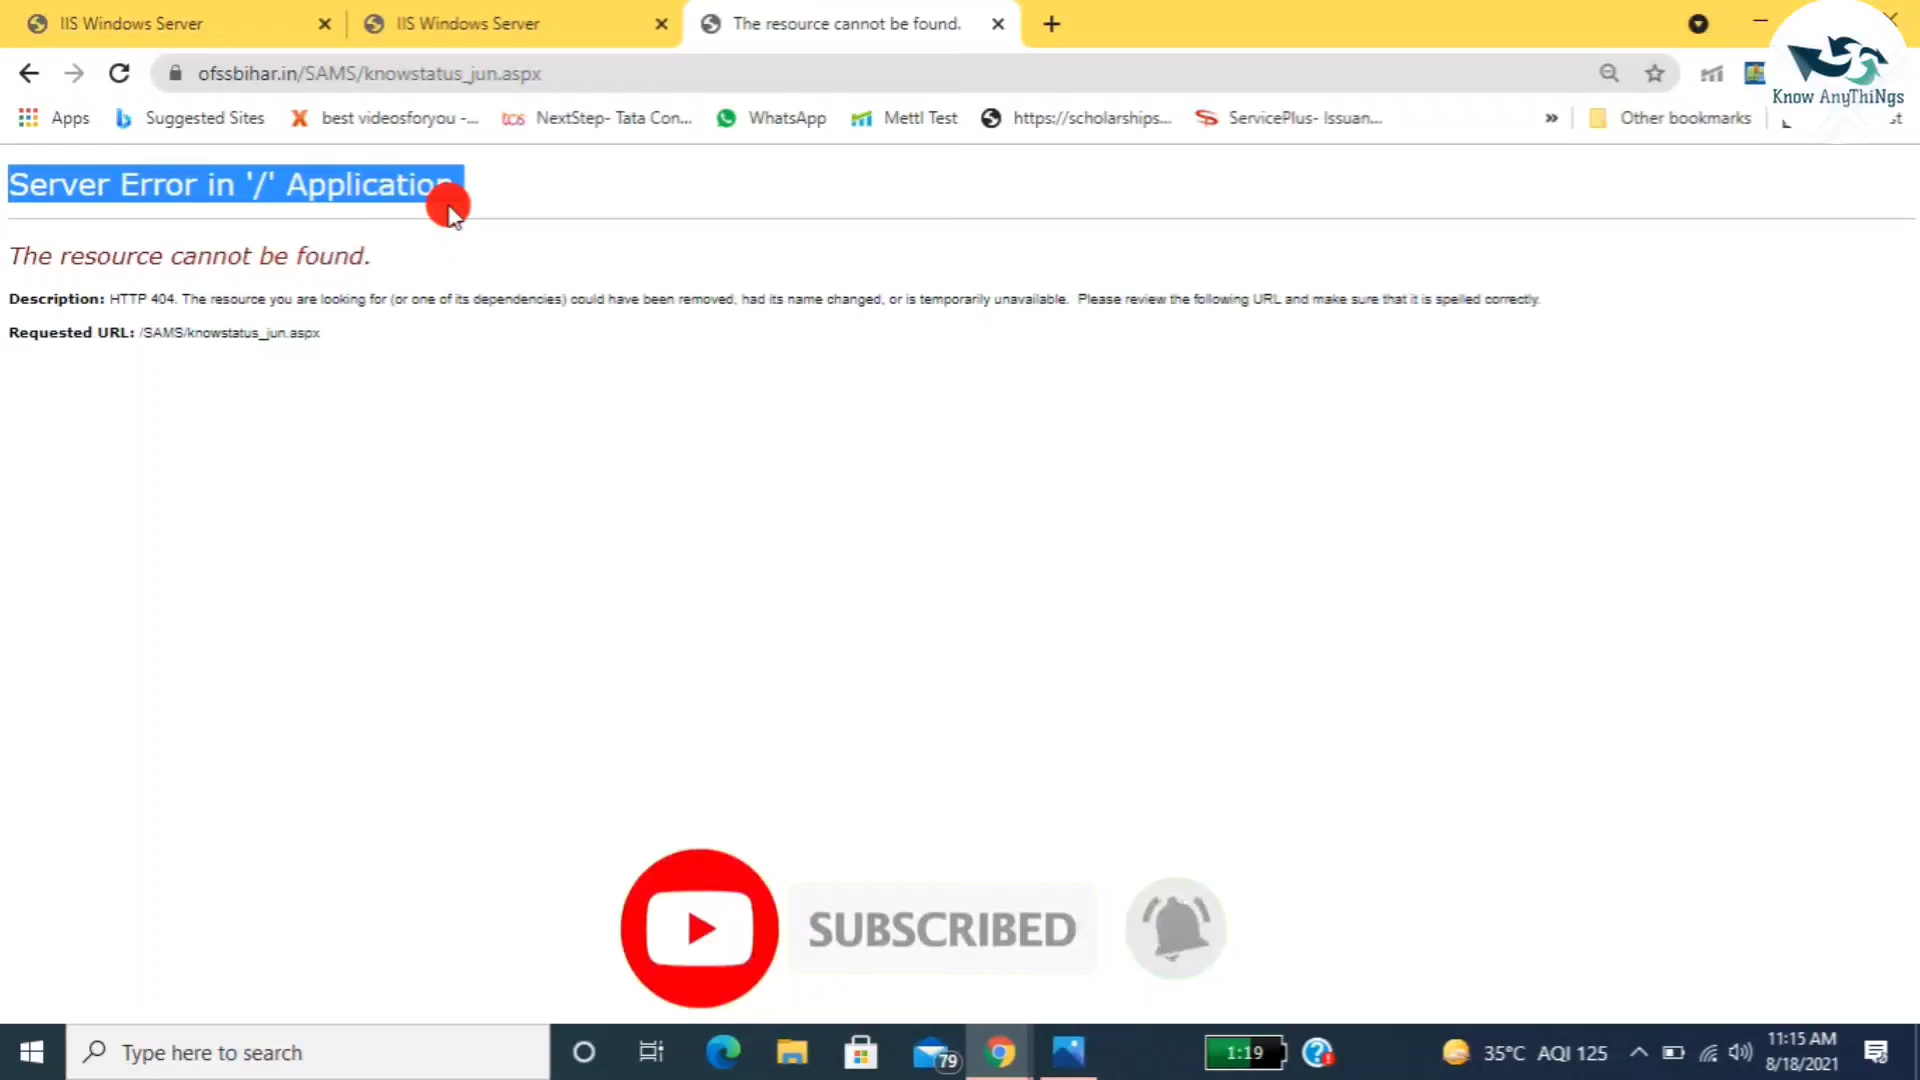 IIS Windows Server
IIS Windows Server
The resource cannot be found.
ofssbihar.in/SAMS/knowstatus_jun.aspx
Know AnyThiNgs
Apps
Suggested Sites
best videosforyou -...
tcs
NextStep- Tata Con...
WhatsApp
Mettl Test
https://scholarships...
ServicePlus- Issuan...
»
Other bookmarks
Server Error in '/' Application
The resource cannot be found.
Description: HTTP 404. The resource you are looking for (or one of its dependencies) could have been removed, had its name changed, or is temporarily unavailable. Please review the following URL and make sure that it is spelled correctly.
Requested URL: /SAMS/knowstatus_jun.aspx
SUBSCRIBED
Type here to search
79
1:19
35°C AQI 125
11:15 AM
8/18/2021